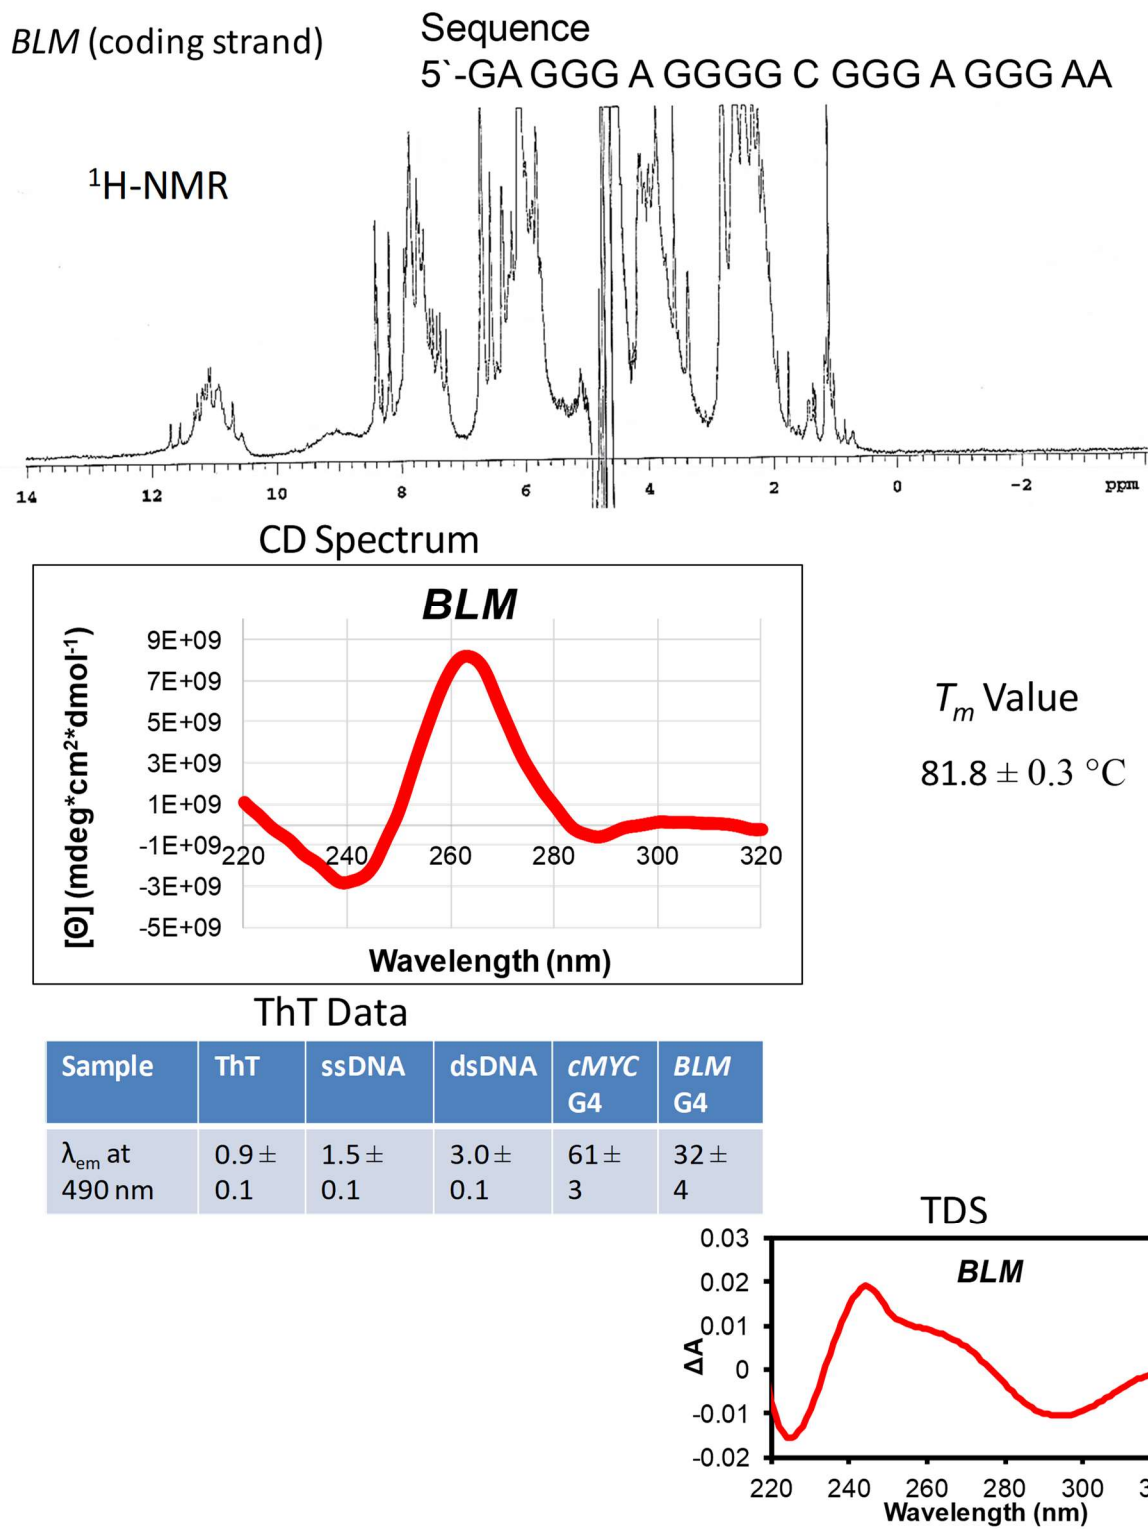 BLM (coding strand)
Sequence
5`-GA GGG A GGGG C GGG A GGG AA
¹H-NMR
14 12 10 8 6 4 2 0 -2 ppm
CD Spectrum
BLM
[Θ] (mdeg*cm²*dmol⁻¹)
9E+09
7E+09
5E+09
3E+09
1E+09
-1E+09
-3E+09
-5E+09
220 240 260 280 300 320
Wavelength (nm)
Tm Value
81.8 ± 0.3 °C
ThT Data
Sample ThT ssDNA dsDNA cMYC G4 BLM G4
λem at 490 nm 0.9 ± 0.1 1.5 ± 0.1 3.0 ± 0.1 61 ± 3 32 ± 4
TDS
BLM
ΔA
0.03
0.02
0.01
0
-0.01
-0.02
220 240 260 280 300 3
Wavelength (nm)